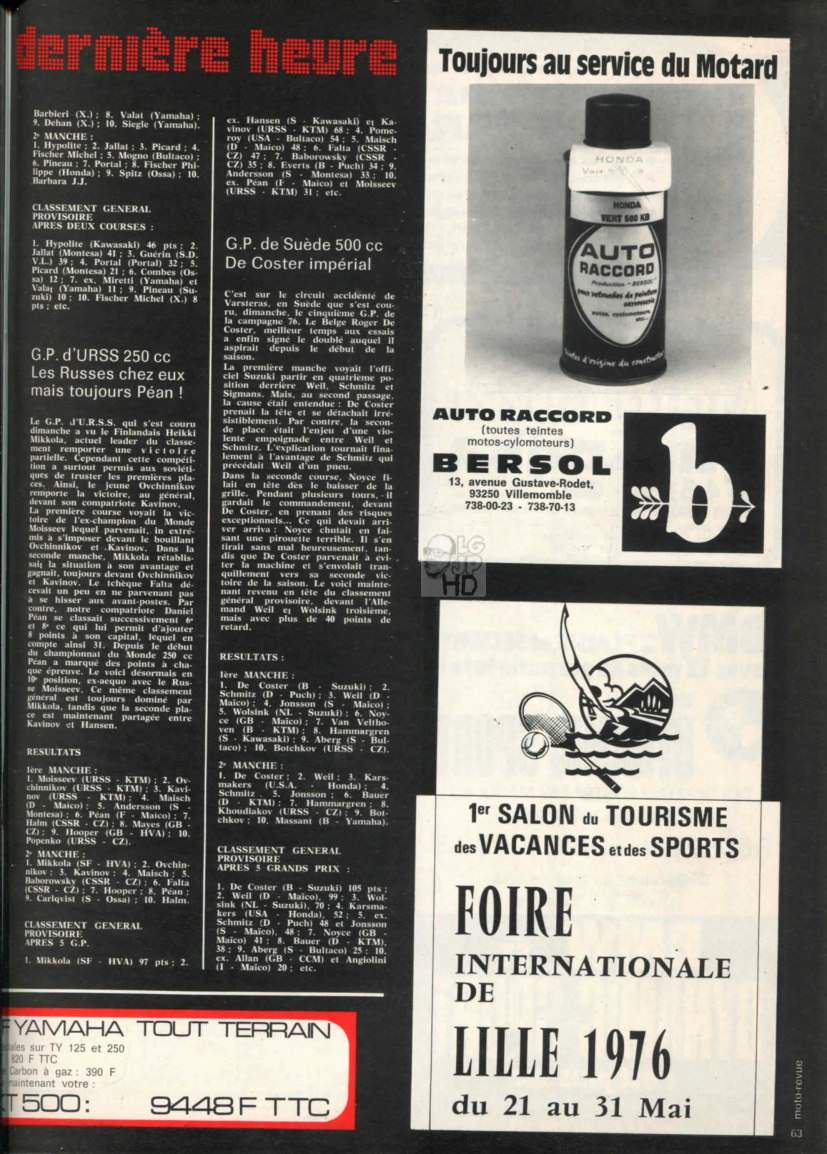 dernière heure
Barbieri (X.) ; 8. Valat (Yamaha) ;
9. Dehan (X.) ; 10. Siegle (Yamaha).
2e MANCHE :
1. Hypolite ; 2. Jallat ; 3. Picard ; 4.
Fischer Michel ; 5. Mogno (Bultaco) ;
6. Pineau ; 7. Portal ; 8. Fischer Phi-
lippe (Honda) ; 9. Spitz (Ossa) ; 10.
Barbara J.J.
CLASSEMENT GENERAL
PROVISOIRE
APRES DEUX COURSES :
1. Hypolite (Kawasaki) 46 pts ; 2.
Jallat (Montesa) 41 ; 3. Guérin (S.D.
V.L.) 39 ; 4. Portal (Portal) 32 ; 5.
Picard (Montesa) 21 ; 6. Combes (Os-
sa) 12 ; 7. ex. Miretti (Yamaha) et
Valat (Yamaha) 11 ; 9. Pineau (Su-
zuki) 10 ; 10. Fischer Michel (X.) 8
pts ; etc.
G.P. d'URSS 250 cc
Les Russes chez eux
mais toujours Péan !
Le G.P. d'U.R.S.S. qui s'est couru
dimanche a vu le Finlandais Heikki
Mikkola, actuel leader du classe-
ment remporter une victoire
partielle. Cependant cette compéti-
tion a surtout permis aux soviéti-
ques de truster les premières pla-
ces. Ainsi, le jeune Ovchinnikov
remporte la victoire, au général,
devant son compatriote Kavinov.
La première course voyait la vic-
toire de l'ex-champion du Monde
Moisseev lequel parvenait, in extré-
mis à s'imposer devant le bouillant
Ovchinnikov et Kavinov. Dans la
seconde manche, Mikkola rétablis-
sait la situation à son avantage et
gagnait, toujours devant Ovchinnikov
et Kavinov. Le tchèque Falta dé-
cevait un peu en ne parvenant pas
à se hisser aux avant-postes. Par
contre, notre compatriote Daniel
Péan se classait successivement 6e
et 8e ce qui lui permit d'ajouter
8 points à son capital, lequel en
compte ainsi 31. Depuis le début
du championnat du Monde 250 cc
Péan a marqué des points à cha-
que épreuve. Le voici désormais en
10e position, ex-aequo avec le Rus-
se Moisseev. Ce même classement
général est toujours dominé par
Mikkola, tandis que la seconde pla-
ce est maintenant partagée entre
Kavinov et Hansen.
RESULTATS
1ère MANCHE :
1. Moisseev (URSS - KTM) ; 2. Ov-
chinnikov (URSS - KTM) ; 3. Kavi-
nov (URSS - KTM) ; 4. Maisch
(D - Maico) ; 5. Andersson (S -
Montesa) ; 6. Péan (F - Maico) ; 7.
Halm (CSSR - CZ) ; 8. Mayes (GB -
CZ) ; 9. Hooper (GB - HVA) ; 10.
Popenko (URSS - CZ).
2e MANCHE :
1. Mikkola (SF - HVA) ; 2. Ovchin-
nikov ; 3. Kavinov ; 4. Maisch ; 5.
Baborowsky (CSSR - CZ) ; 6. Falta
(CSSR - CZ) ; 7. Hooper ; 8. Péan ;
9. Carlqvist (S - Ossa) ; 10. Halm.
CLASSEMENT GENERAL
PROVISOIRE
APRES 5 G.P.
1. Mikkola (SF - HVA) 97 pts ; 2.
ex. Hansen (S - Kawasaki) et Ka-
vinov (URSS - KTM) 68 ; 4. Pome-
roy (USA - Bultaco) 54 ; 5. Maisch
(D - Maico) 48 ; 6. Falta (CSSR -
CZ) 47 ; 7. Baborowsky (CSSR -
CZ) 35 ; 8. Everts (B - Puch) 34 ; 9.
Andersson (S - Montesa) 33 ; 10.
ex. Péan (F - Maico) et Moisseev
(URSS - KTM) 31 ; etc.
G.P. de Suède 500 cc
De Coster impérial
C'est sur le circuit accidenté de
Varsteras, en Suède que s'est cou-
ru, dimanche, le cinquième G.P. de
la campagne 76. Le Belge Roger De
Coster, meilleur temps aux essais
a enfin signé le doublé auquel il
aspirait depuis le début de la
saison.
La première manche voyait l'offi-
ciel Suzuki partir en quatrième po-
sition derrière Weil, Schmitz et
Sigmans. Mais, au second passage,
la cause était entendue : De Coster
prenait la tête et se détachait irré-
sistiblement. Par contre, la secon-
de place était l'enjeu d'une vio-
lente empoignade entre Weil et
Schmitz. L'explication tournait fina-
lement à l'avantage de Schmitz qui
précédait Weil d'un pneu.
Dans la seconde course, Noyce fi-
lait en tête dès le baisser de la
grille. Pendant plusieurs tours, il
gardait le commandement, devant
De Coster, en prenant des risques
exceptionnels... Ce qui devait arri-
ver arriva : Noyce chutait en fai-
sant une pirouette terrible. Il s'en
tirait sans mal heureusement, tan-
dis que De Coster parvenait à évi-
ter la machine et s'envolait tran-
quillement vers sa seconde vic-
toire de la saison. Le voici mainte-
nant revenu en tête du classement
général provisoire, devant l'Alle-
mand Weil et Wolsink troisième,
mais avec plus de 40 points de
retard.
RESULTATS :
1ère MANCHE :
1. De Coster (B - Suzuki) ; 2.
Schmitz (D - Puch) ; 3. Weil (D -
Maico) ; 4. Jonsson (S - Maico) ;
5. Wolsink (NL - Suzuki) ; 6. Noy-
ce (GB - Maico) ; 7. Van Veltho-
ven (B - KTM) ; 8. Hammargren
(S - Kawasaki) ; 9. Aberg (S - Bul-
taco) ; 10. Botchkov (URSS - CZ).
2e MANCHE :
1. De Coster ; 2. Weil ; 3. Kars-
makers (U.S.A. - Honda) ; 4.
Schmitz ; 5. Jonsson ; 6. Bauer
(D - KTM) ; 7. Hammargren ; 8.
Khoudiakov (URSS - CZ) ; 9. Bot-
chkov ; 10. Massant (B - Yamaha).
CLASSEMENT GENERAL
PROVISOIRE
APRES 5 GRANDS PRIX :
1. De Coster (B - Suzuki) 105 pts ;
2. Weil (D - Maico), 99 ; 3. Wol-
sink (NL - Suzuki), 70 ; 4. Karsma-
kers (USA - Honda), 52 ; 5. ex.
Schmitz (D - Puch) 48 et Jonsson
(S - Maico), 48 ; 7. Noyce (GB -
Maico) 41 ; 8. Bauer (D - KTM),
38 ; 9. Aberg (S - Bultaco) 25 ; 10.
ex. Allan (GB - CCM) et Angiolini
(I - Maico) 20 ; etc.
YAMAHA TOUT TERRAIN
ales sur TY 125 et 250
820 F TTC
Carbon à gaz : 390 F
maintenant votre :
T 500 : 9448 F TTC
Toujours au service du Motard
HONDA
Vert 500 KB
HONDA
VERT 500 KB
AUTO
RACCORD
Production "BERSOL"
pour retouches de peinture
carrosserie
autos, cyclomoteurs,
etc...
teintes d'origine du constructeur
AUTO RACCORD
(toutes teintes
motos-cylomoteurs)
BERSOL
13, avenue Gustave-Rodet,
93250 Villemomble
738-00-23 - 738-70-13
b
LG
JP
HD
1er SALON du TOURISME
des VACANCES et des SPORTS
FOIRE
INTERNATIONALE
DE
LILLE 1976
du 21 au 31 Mai
moto-revue
63